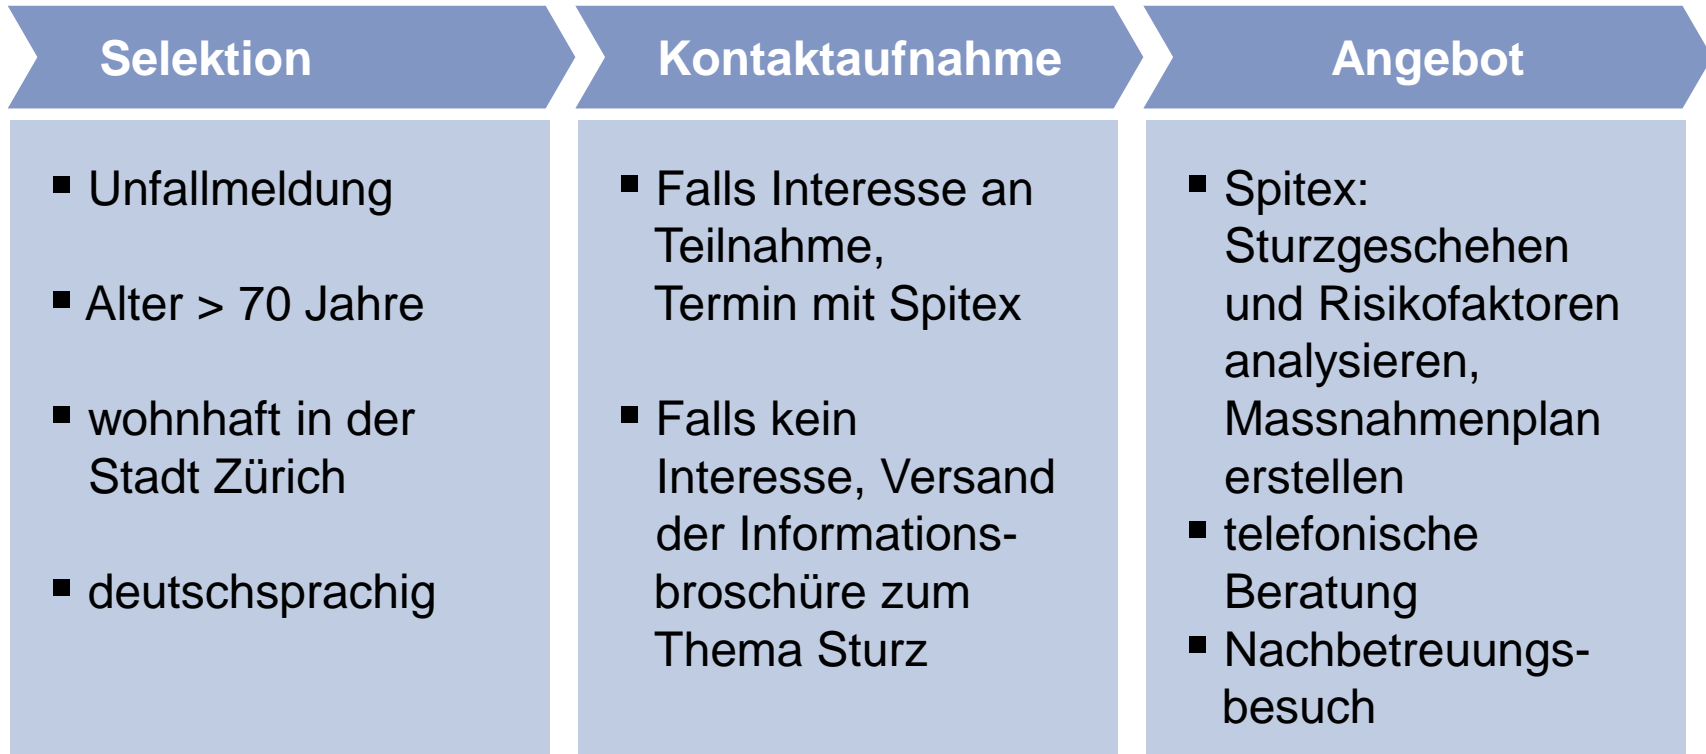 Selektion
Kontaktaufnahme
Angebot
▪ Unfallmeldung
▪ Alter > 70 Jahre
▪ wohnhaft in der
Stadt Zürich
▪ deutschsprachig
▪ Falls Interesse an
Teilnahme,
Termin mit Spitex
▪ Falls kein
Interesse, Versand
der Informations-
broschüre zum
Thema Sturz
▪ Spitex:
Sturzgeschehen
und Risikofaktoren
analysieren,
Massnahmenplan
erstellen
▪ telefonische
Beratung
▪ Nachbetreuungs-
besuch